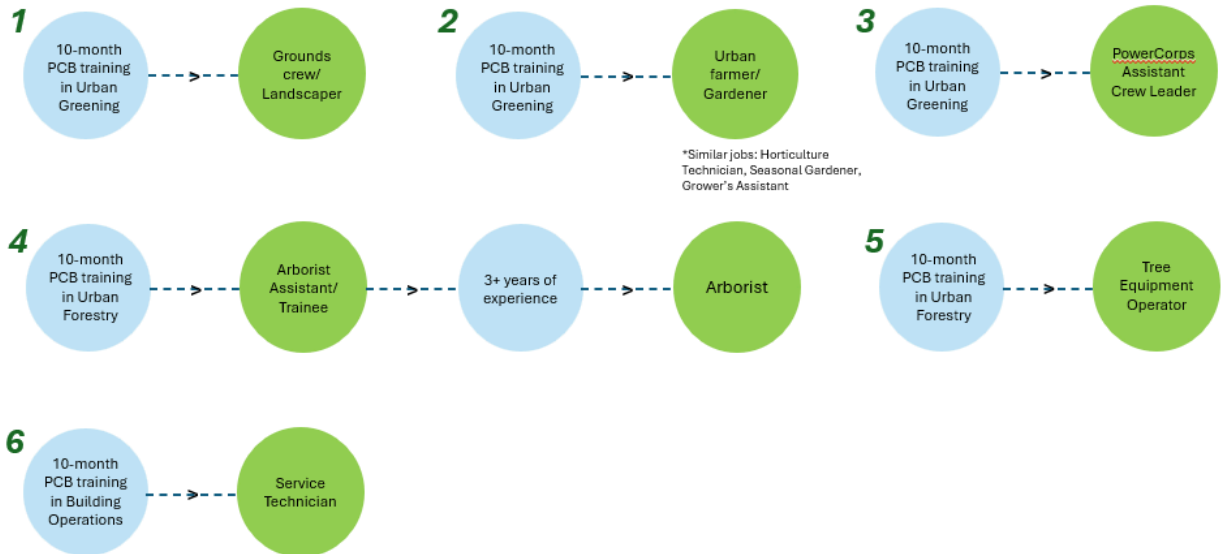 1
10-month
PCB training
in Urban
Greening
>
Grounds
crew/
Landscaper
2
10-month
PCB training
in Urban
Greening
>
Urban
farmer/
Gardener
*Similar jobs: Horticulture
Technician, Seasonal Gardener,
Grower's Assistant
3
10-month
PCB training
in Urban
Greening
>
PowerCorps
Assistant
Crew Leader
4
10-month
PCB training
in Urban
Forestry
>
Arborist
Assistant/
Trainee
>
3+ years of
experience
>
Arborist
5
10-month
PCB training
in Urban
Forestry
>
Tree
Equipment
Operator
6
10-month
PCB training
in Building
Operations
>
Service
Technician